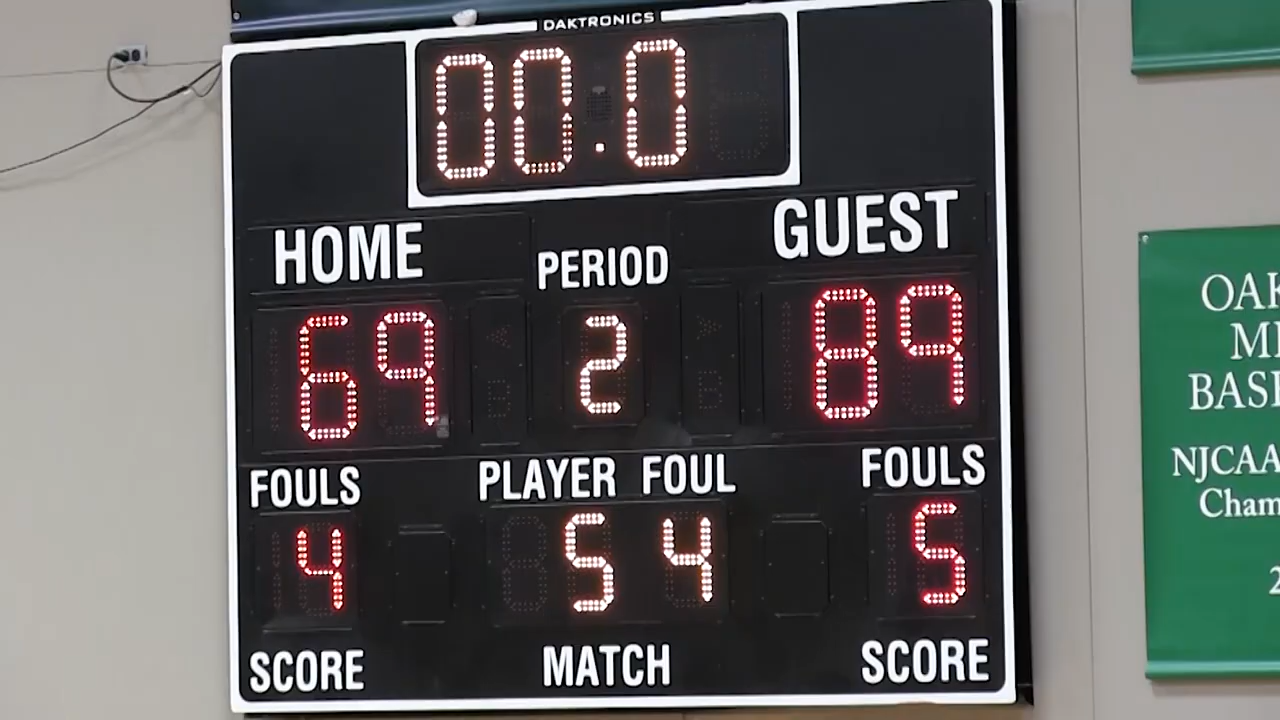 DAKTRONICS
00.0
HOME PERIOD GUEST
69 2 89
FOULS PLAYER FOUL FOULS
4 5 4 5
SCORE MATCH SCORE
NJCAA